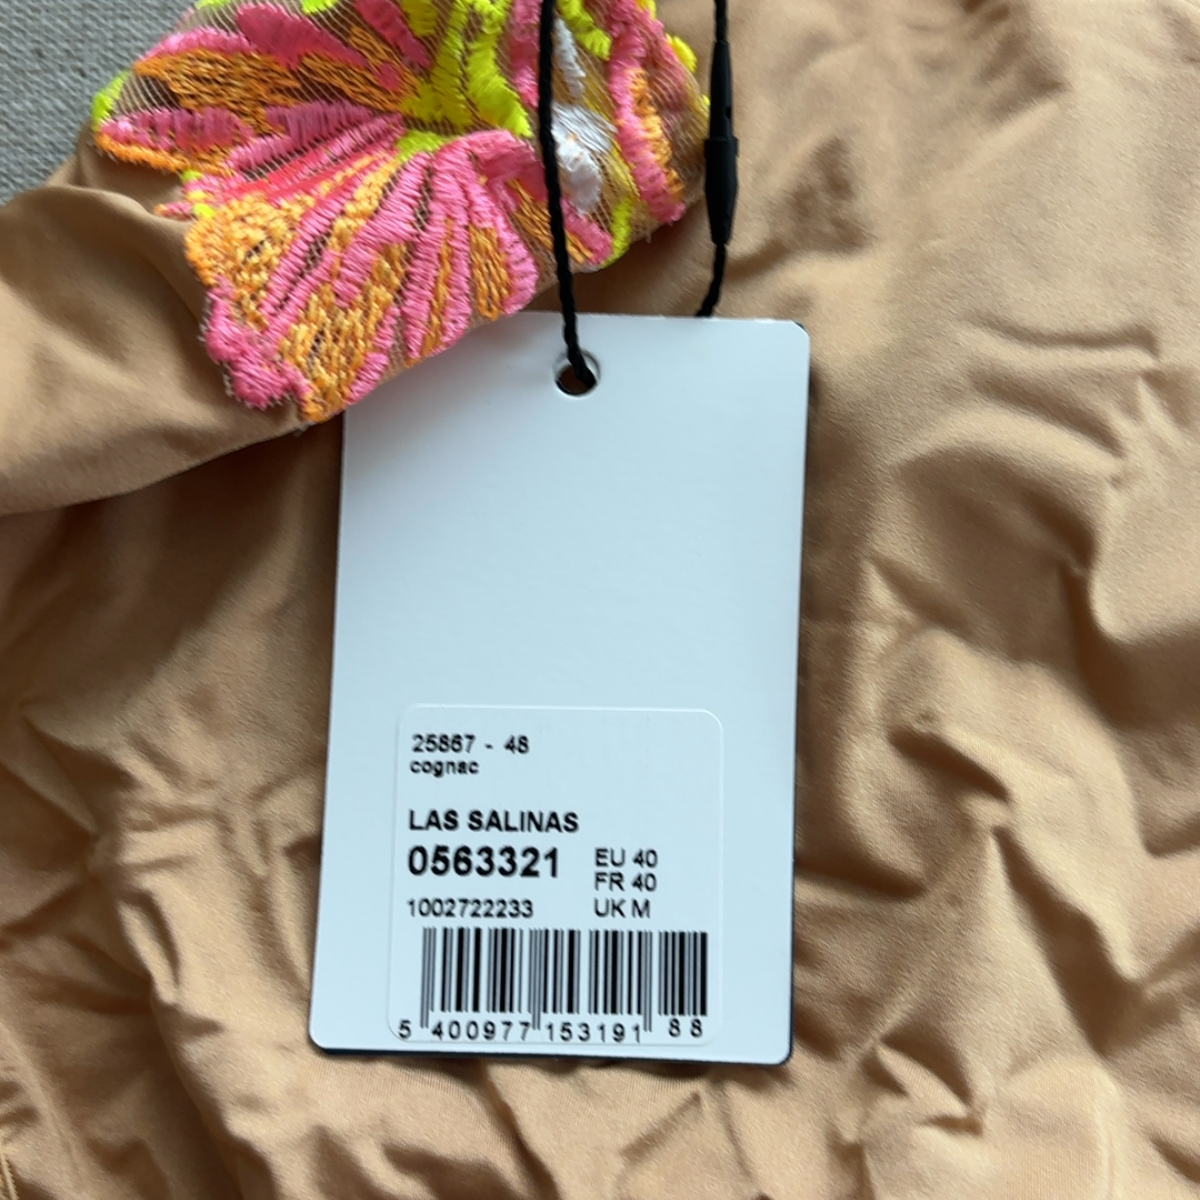 25867 - 48
cognac
LAS SALINAS
0563321
EU 40
FR 40
1002722233
UK M
5 400977 153191 88